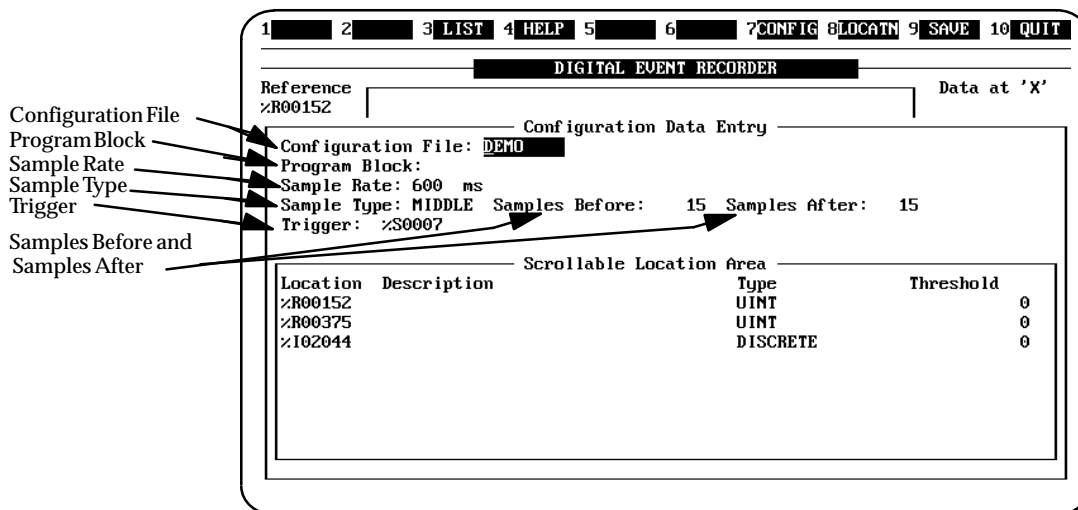 1 2 3 LIST 4 HELP 5 6 7CONFIG 8LOCATN 9 SAVE 10 QUIT
DIGITAL EVENT RECORDER
Reference Data at 'X'
%R00152
Configuration Data Entry
Configuration File: DEMO
Program Block:
Sample Rate: 600 ms
Sample Type: MIDDLE Samples Before: 15 Samples After: 15
Trigger: %S0007
Scrollable Location Area
Location Description Type Threshold
%R00152 UINT 0
%R00375 UINT 0
%I02044 DISCRETE 0
Configuration File
Program Block
Sample Rate
Sample Type
Trigger
Samples Before and
Samples After